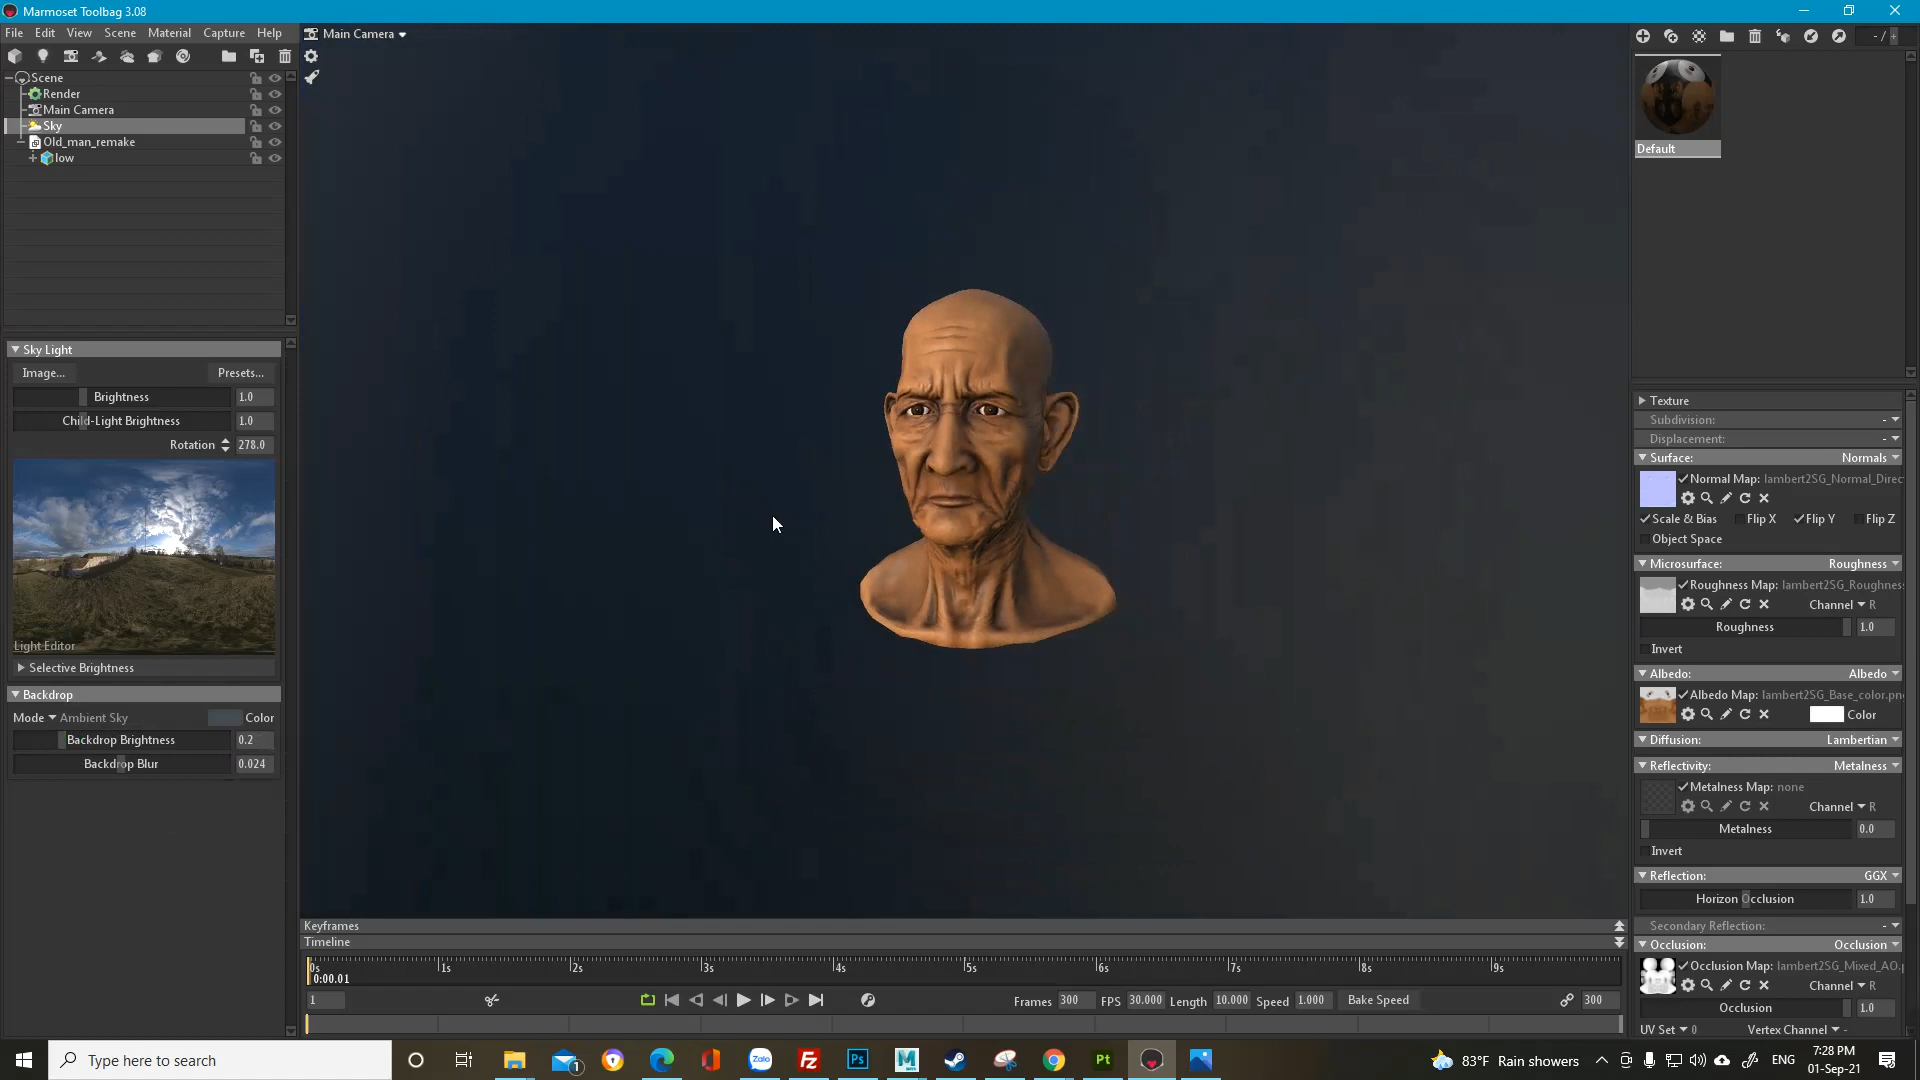 Marmoset Toolbag 3.08
File Edit View Scene Material Capture Help
Main Camera
- / +
Scene
Render
Main Camera
Sky
Old_man_remake
low
Default
Sky Light
Image... Presets...
Brightness 1.0
Child-Light Brightness 1.0
Rotation 278.0
Light Editor
Selective Brightness
Backdrop
Mode Ambient Sky Color
Backdrop Brightness 0.2
Backdrop Blur 0.024
Texture
Subdivision: -
Displacement: -
Surface: Normals
Normal Map: lambert2SG_Normal_Direc
Scale & Bias Flip X Flip Y Flip Z
Object Space
Microsurface: Roughness
Roughness Map: lambert2SG_Roughness
Channel R
Roughness 1.0
Invert
Albedo: Albedo
Albedo Map: lambert2SG_Base_color.pn
Color
Diffusion: Lambertian
Reflectivity: Metalness
Metalness Map: none
Channel R
Metalness 0.0
Invert
Reflection: GGX
Horizon Occlusion 1.0
Secondary Reflection: -
Occlusion: Occlusion
Occlusion Map: lambert2SG_Mixed_AO.
Channel R
Occlusion 1.0
UV Set 0 Vertex Channel -
Keyframes
Timeline
0s 1s 2s 3s 4s 5s 6s 7s 8s 9s
0:00.01
1 Frames 300 FPS 30.000 Length 10.000 Speed 1.000 Bake Speed 300
Type here to search
1
Zalo
Fz
Ps
M
Pt
83°F Rain showers
ENG
7:28 PM
01-Sep-21